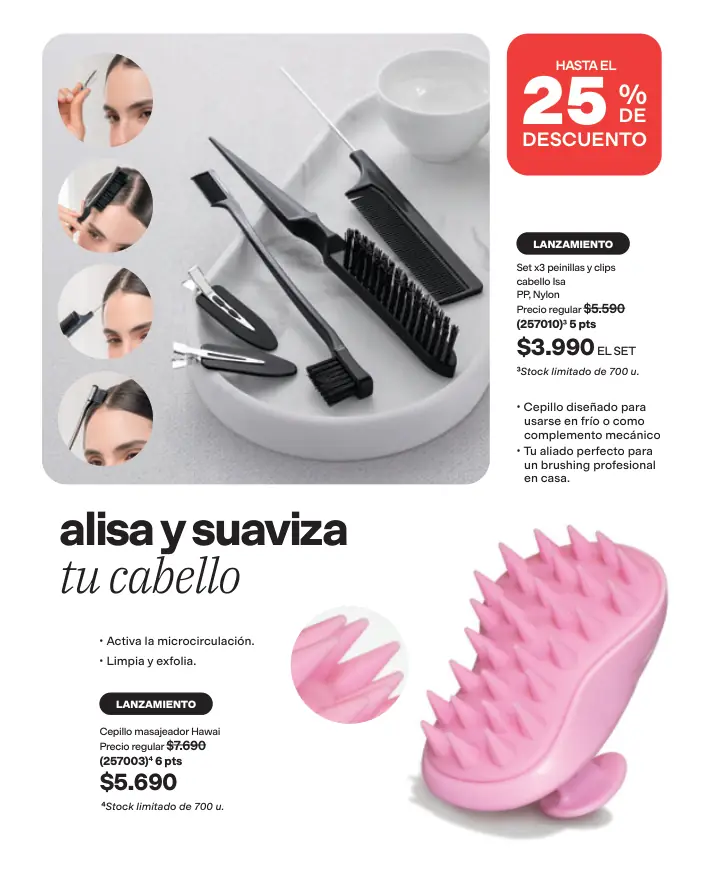 HASTA EL
25 %
DE
DESCUENTO
LANZAMIENTO
Set x3 peinillas y clips
cabello Isa
PP, Nylon
Precio regular $5.590
(257010)³ 5 pts
$3.990 EL SET
³Stock limitado de 700 u.
• Cepillo diseñado para
usarse en frío o como
complemento mecánico
• Tu aliado perfecto para
un brushing profesional
en casa.
alisa y suaviza
tu cabello
• Activa la microcirculación.
• Limpia y exfolia.
LANZAMIENTO
Cepillo masajeador Hawai
Precio regular $7.690
(257003)⁴ 6 pts
$5.690
⁴Stock limitado de 700 u.